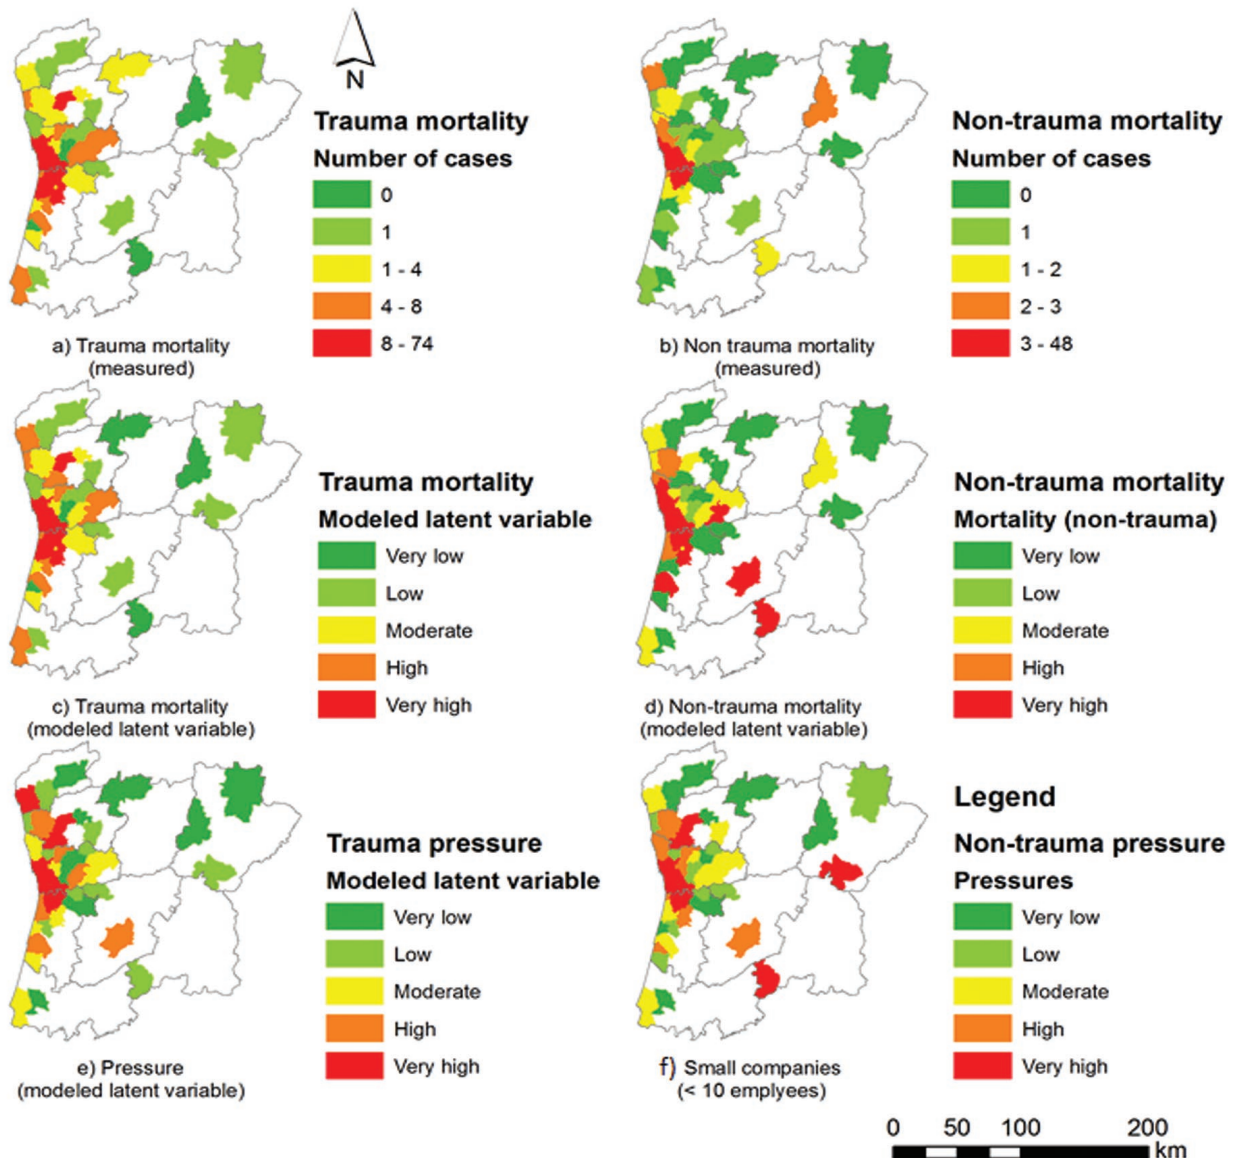 N
Trauma mortality
Number of cases
0
1
1 - 4
4 - 8
8 - 74
a) Trauma mortality
(measured)
Non-trauma mortality
Number of cases
0
1
1 - 2
2 - 3
3 - 48
b) Non trauma mortality
(measured)
Trauma mortality
Modeled latent variable
Very low
Low
Moderate
High
Very high
c) Trauma mortality
(modeled latent variable)
Non-trauma mortality
Mortality (non-trauma)
Very low
Low
Moderate
High
Very high
d) Non-trauma mortality
(modeled latent variable)
Trauma pressure
Modeled latent variable
Very low
Low
Moderate
High
Very high
e) Pressure
(modeled latent variable)
Legend
Non-trauma pressure
Pressures
Very low
Low
Moderate
High
Very high
f) Small companies
(< 10 emplyees)
0 50 100 200
km